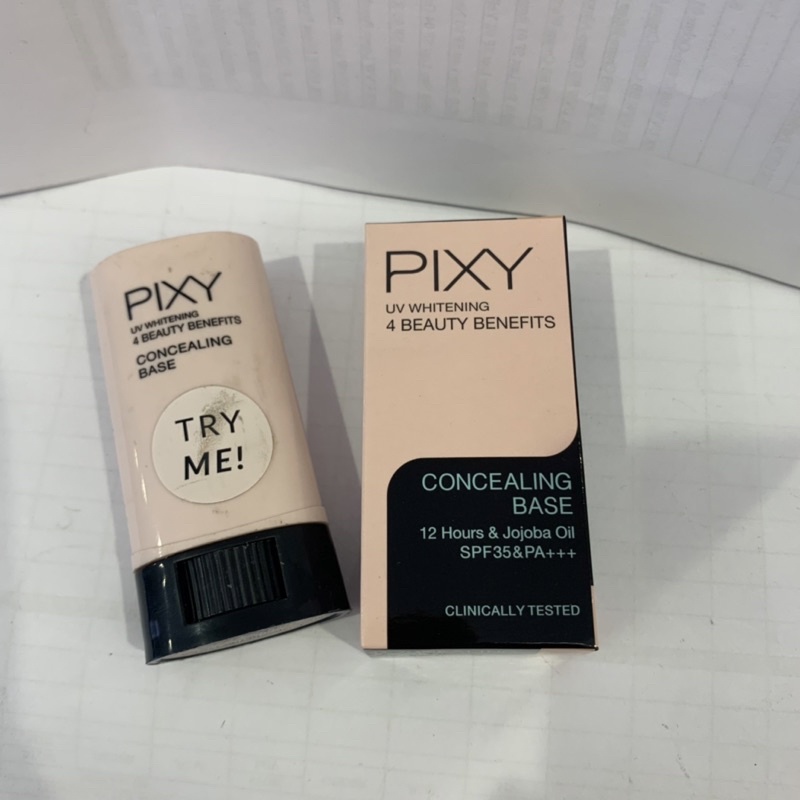 PIXY
UV WHITENING
4 BEAUTY BENEFITS
CONCEALING
BASE
TRY
ME!
PIXY
UV WHITENING
4 BEAUTY BENEFITS
CONCEALING
BASE
12 Hours & Jojoba Oil
SPF35&PA+++
CLINICALLY TESTED